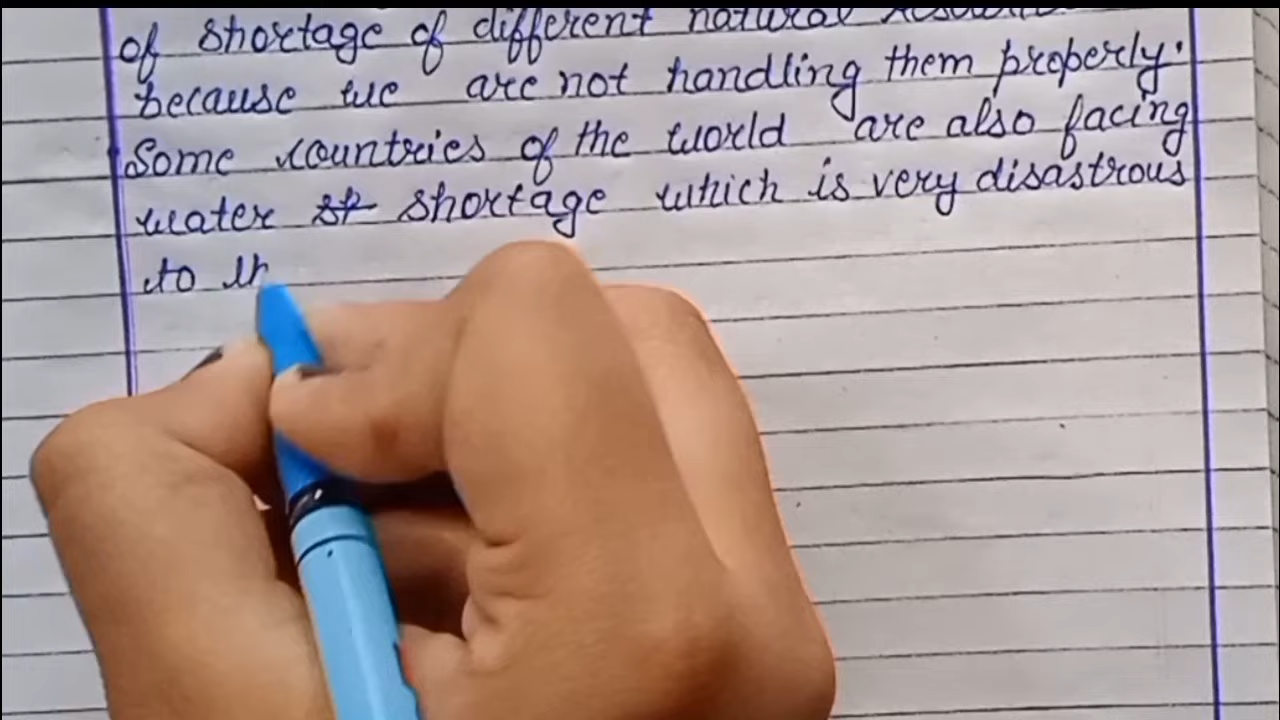 of shortage of different natural
because we are not handling them properly.
Some countries of the world are also facing
water st shortage which is very disastrous
to th